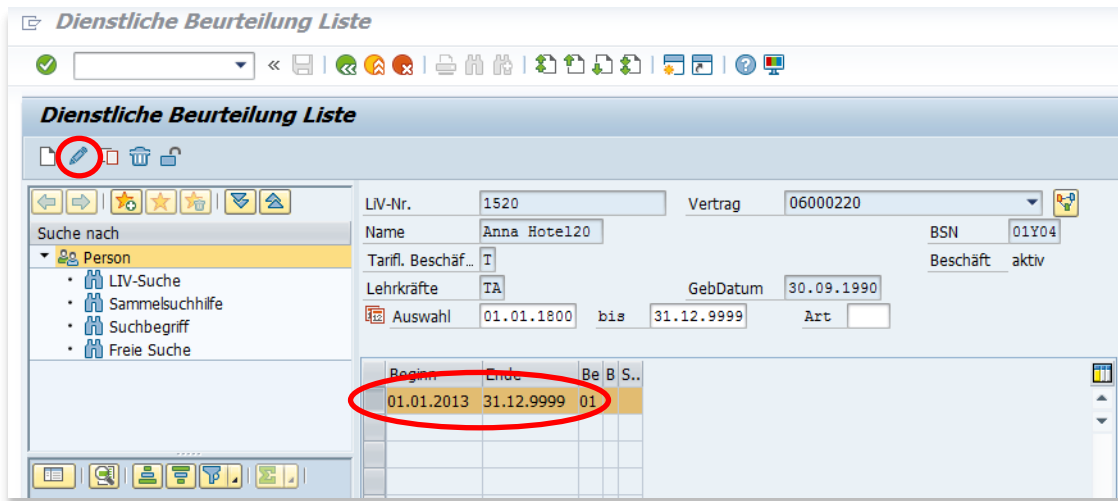 Dienstliche Beurteilung Liste
Dienstliche Beurteilung Liste
LiV-Nr. 1520 Vertrag 06000220
Suche nach
Name Anna Hotel20 BSN 01Y04
Person
Tarifl. Beschäf… T Beschäft aktiv
LIV-Suche
Lehrkräfte TA GebDatum 30.09.1990
Sammelsuchhilfe
Auswahl 01.01.1800 bis 31.12.9999 Art
Suchbegriff
Freie Suche
Beginn Ende Be B S..
01.01.2013 31.12.9999 01